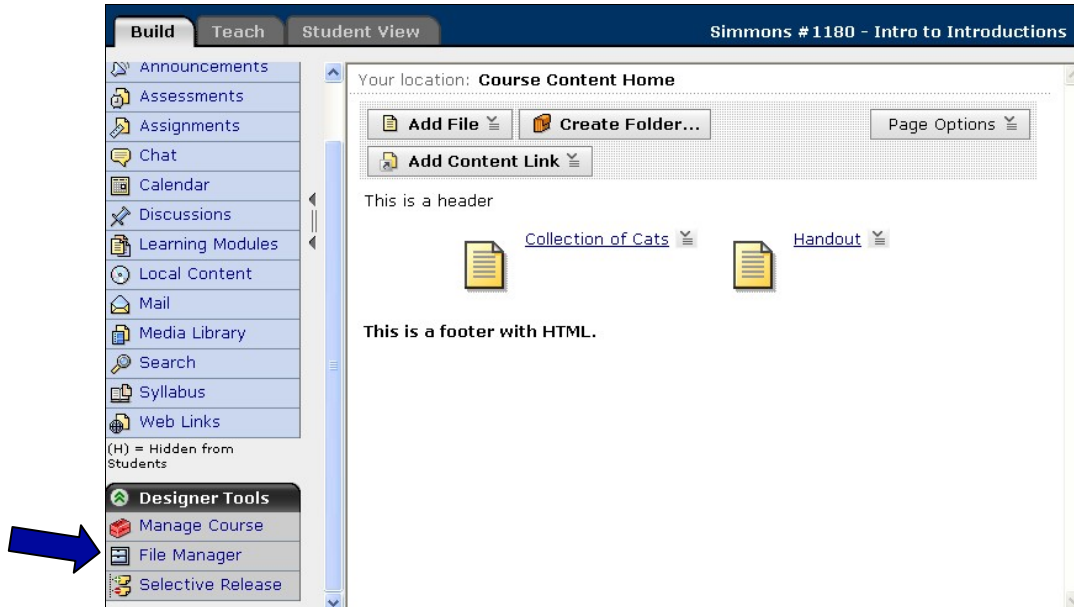 Build Teach Student View Simmons #1180 - Intro to Introductions
Announcements
Assessments
Assignments
Chat
Calendar
Discussions
Learning Modules
Local Content
Mail
Media Library
Search
Syllabus
Web Links
(H) = Hidden from
Students
Designer Tools
Manage Course
File Manager
Selective Release
Your location: Course Content Home
Add File Create Folder... Page Options
Add Content Link
This is a header
Collection of Cats Handout
This is a footer with HTML.